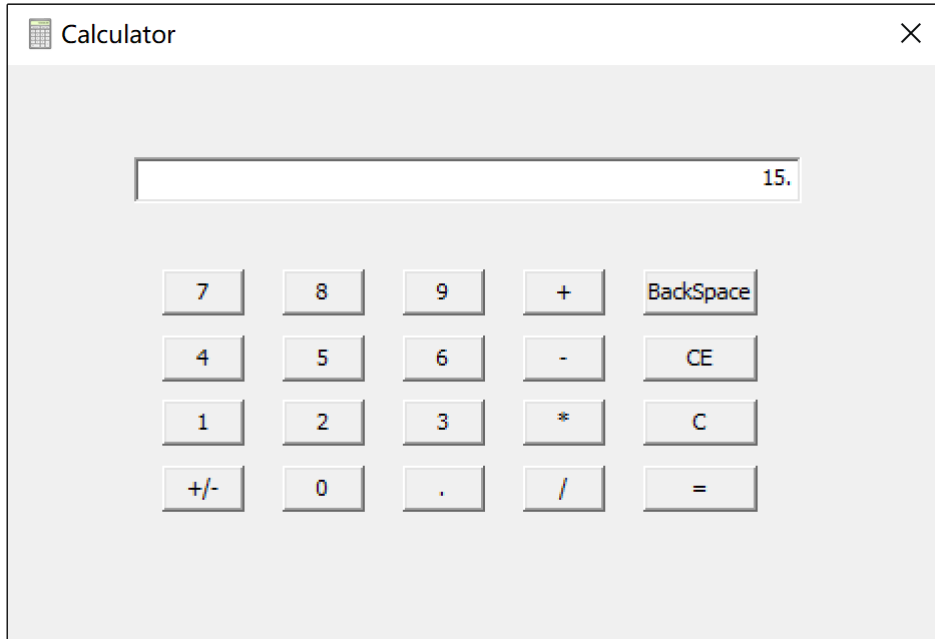 Calculator
15.
7 8 9 + BackSpace
4 5 6 - CE
1 2 3 * C
+/- 0 . / =